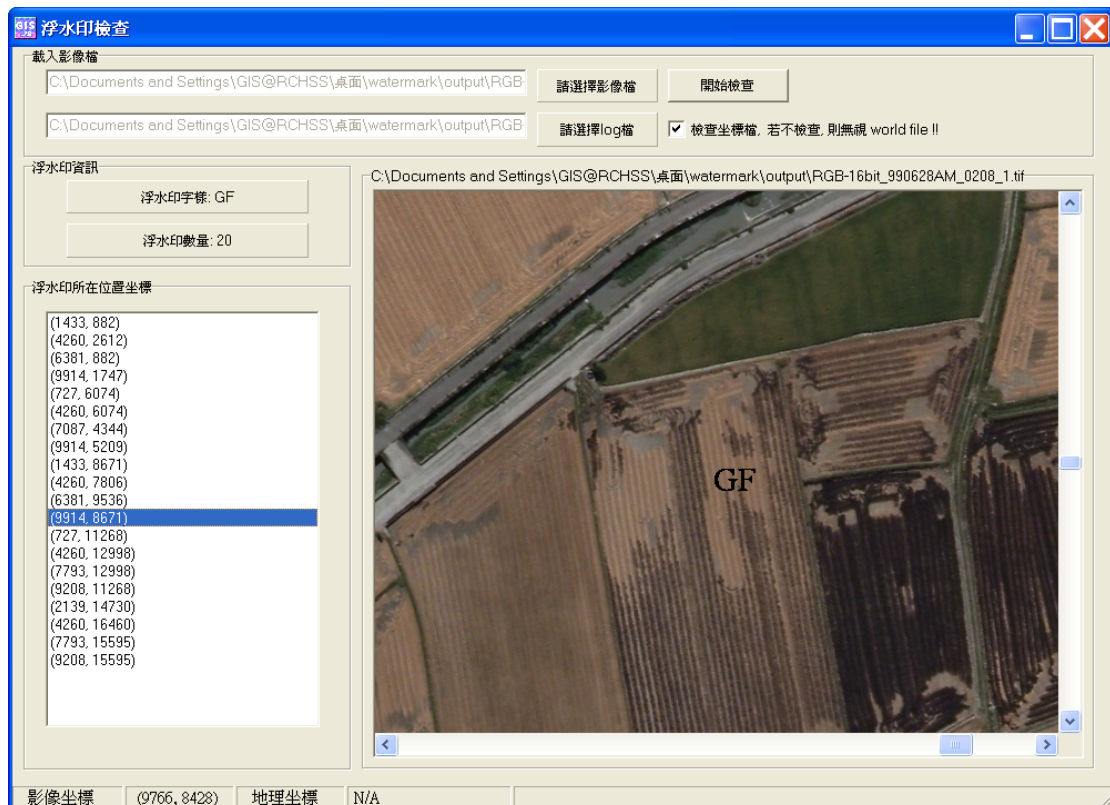 GIS
浮水印檢查
載入影像檔
C:\Documents and Settings\GIS@RCHSS\桌面\watermark\output\RGB-
請選擇影像檔
開始檢查
C:\Documents and Settings\GIS@RCHSS\桌面\watermark\output\RGB-
請選擇log檔
檢查坐標檔, 若不檢查, 則無視 world file !!
浮水印資訊
浮水印字樣: GF
浮水印數量: 20
浮水印所在位置坐標
(1433, 882)
(4260, 2612)
(6381, 882)
(9914, 1747)
(727, 6074)
(4260, 6074)
(7087, 4344)
(9914, 5209)
(1433, 8671)
(4260, 7806)
(6381, 9536)
(9914, 8671)
(727, 11268)
(4260, 12998)
(7793, 12998)
(9208, 11268)
(2139, 14730)
(4260, 16460)
(7793, 15595)
(9208, 15595)
C:\Documents and Settings\GIS@RCHSS\桌面\watermark\output\RGB-16bit_990628AM_0208_1.tif
GF
影像坐標
(9766, 8428)
地理坐標
N/A